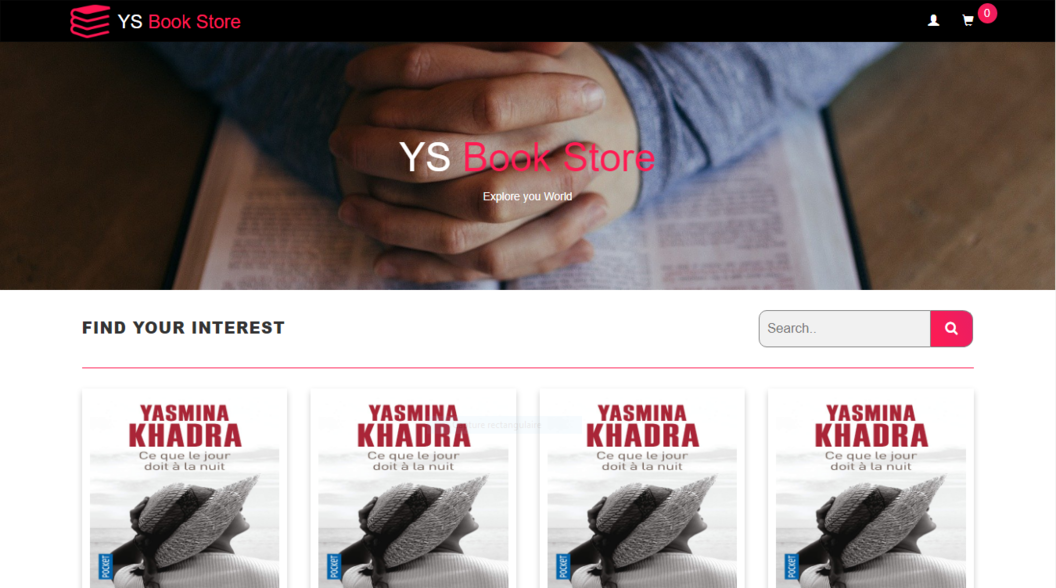 YS Book Store
0
YS Book Store
Explore you World
FIND YOUR INTEREST
Search..
YASMINA
KHADRA
Ce que le jour
doit à la nuit
POCKET
YASMINA
KHADRA
Ce que le jour
doit à la nuit
POCKET
YASMINA
KHADRA
Ce que le jour
doit à la nuit
POCKET
YASMINA
KHADRA
Ce que le jour
doit à la nuit
POCKET